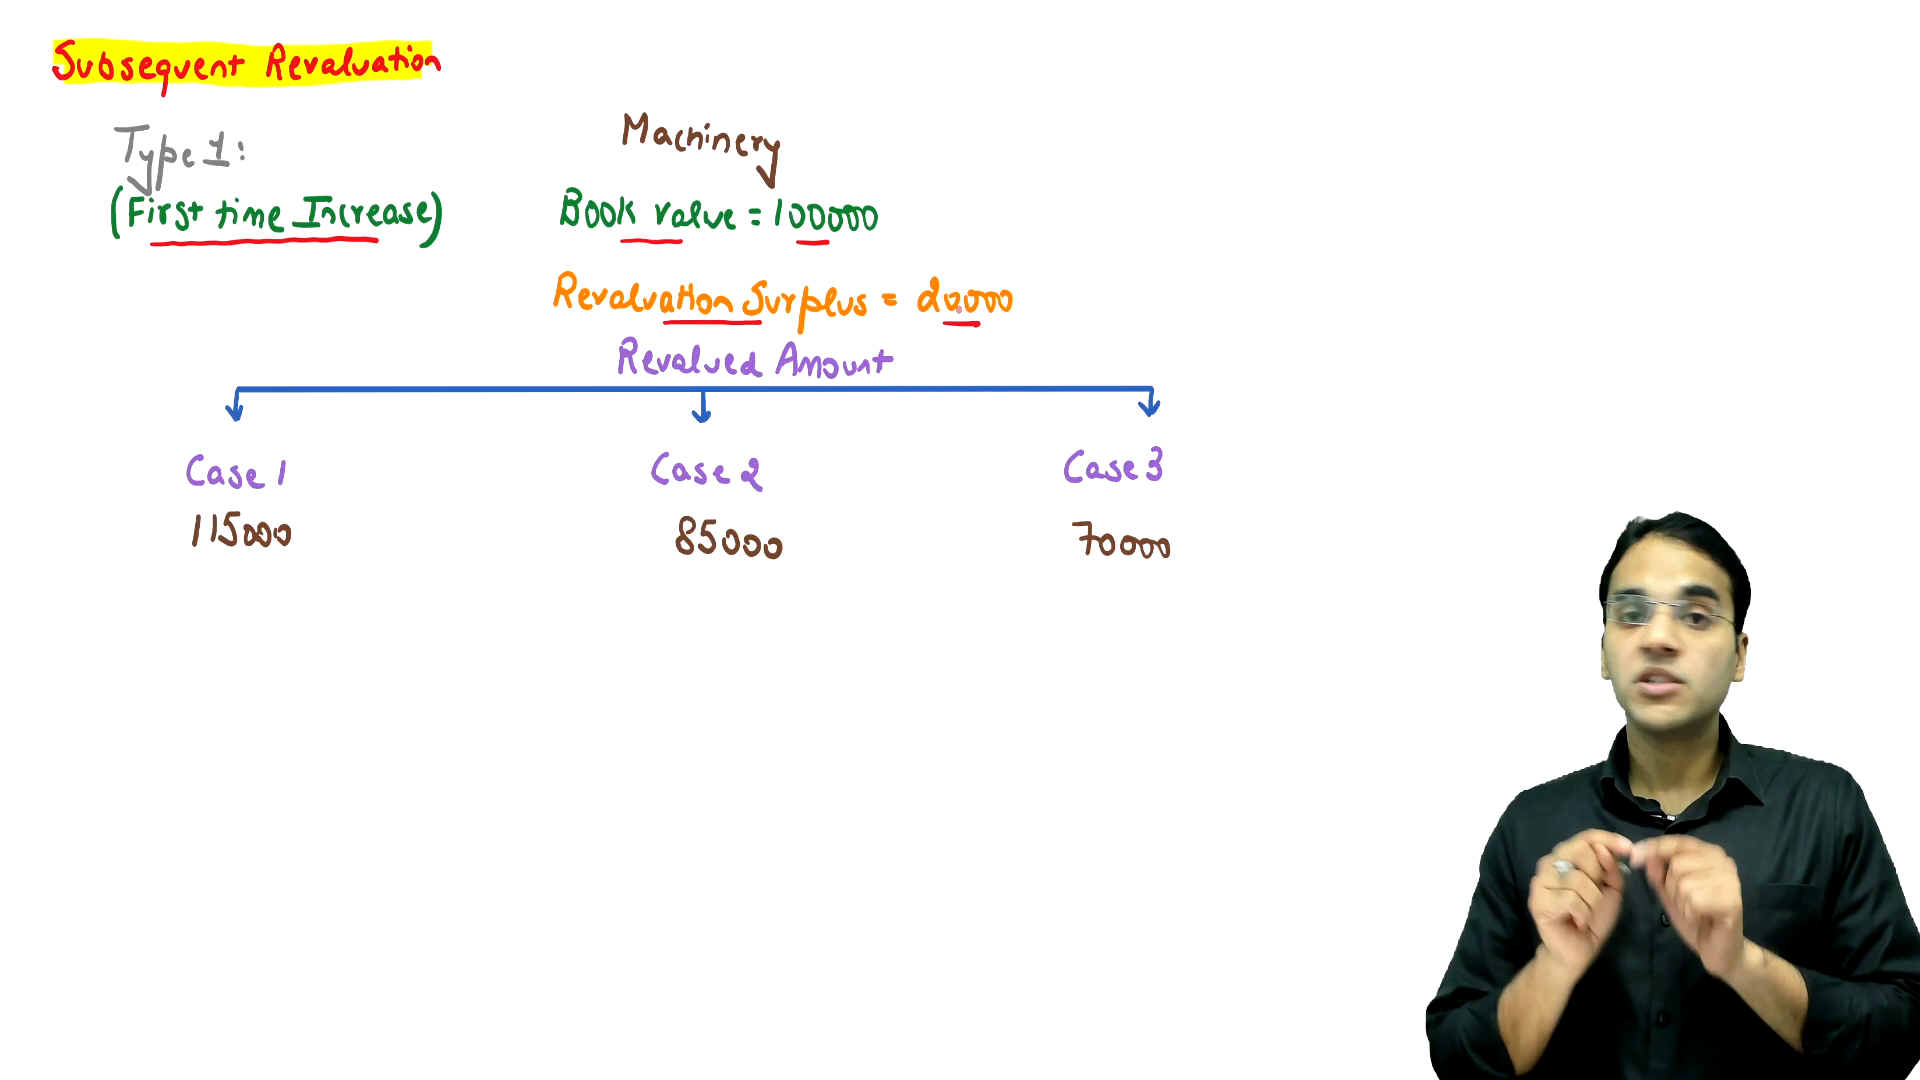 Subsequent Revaluation
Type 1:
(First time Increase)
Machinery
Book value = 100000
Revaluation Surplus = 20000
Revalued Amount
Case 1
Case 2
Case 3
115000
85000
70000